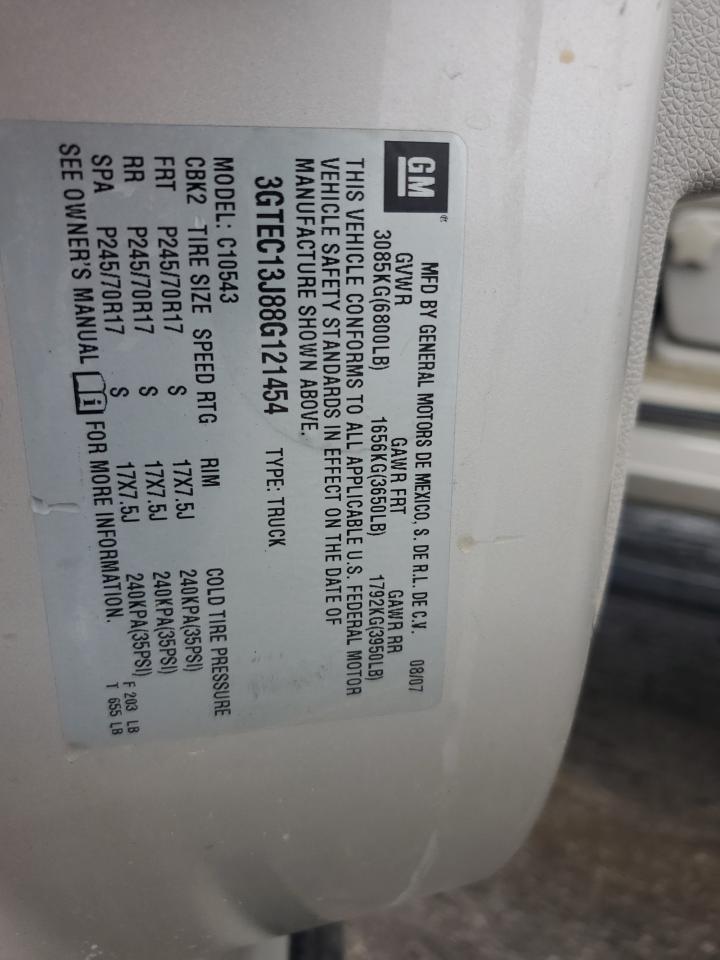 GM
MFD BY GENERAL MOTORS DE MEXICO, S. DE R.L. DE C.V. 08/07
GVWR GAWR FRT GAWR RR
3085KG(6800LB) 1656KG(3650LB) 1792KG(3950LB)
THIS VEHICLE CONFORMS TO ALL APPLICABLE U.S. FEDERAL MOTOR
VEHICLE SAFETY STANDARDS IN EFFECT ON THE DATE OF
MANUFACTURE SHOWN ABOVE.
3GTEC13J88G121454 TYPE: TRUCK
MODEL: C10543
CBK2 TIRE SIZE SPEED RTG RIM COLD TIRE PRESSURE
FRT P245/70R17 S 17X7.5J 240KPA(35PSI)
RR P245/70R17 S 17X7.5J 240KPA(35PSI)
SPA P245/70R17 S 17X7.5J 240KPA(35PSI)
SEE OWNER'S MANUAL i FOR MORE INFORMATION.
F 203 LB
T 655 LB